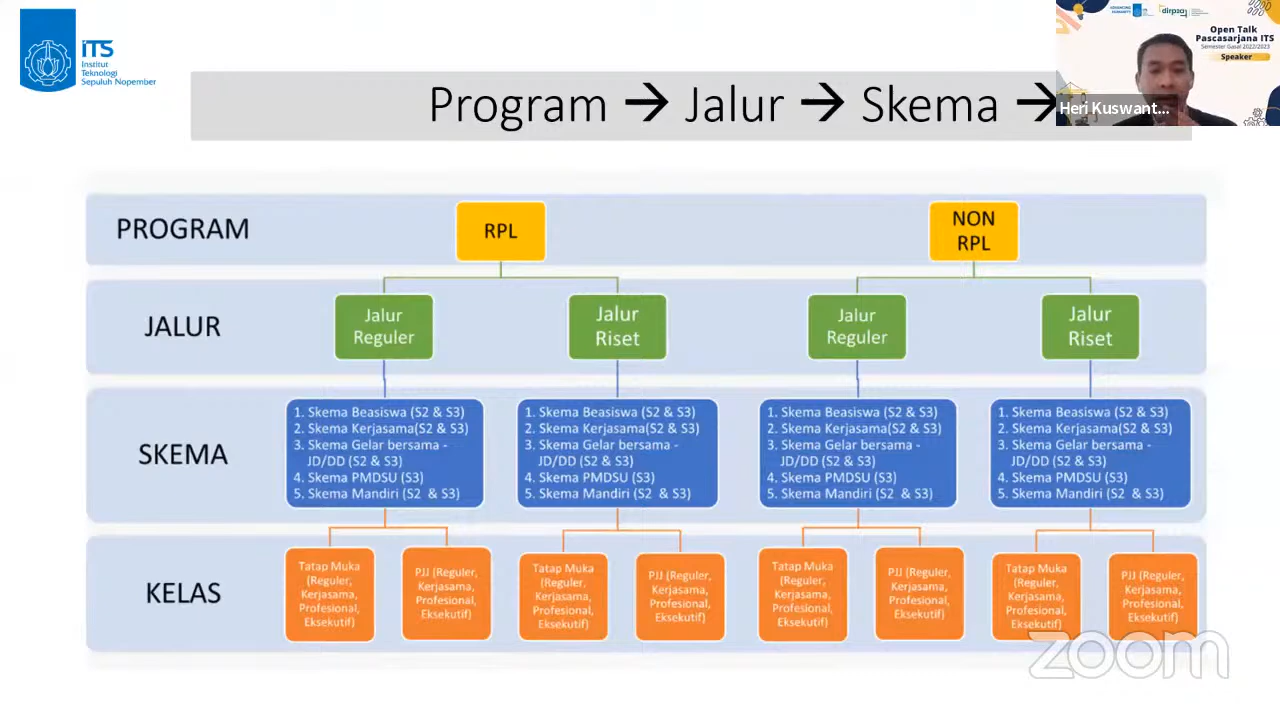 iTS
Institut
Teknologi
Sepuluh Nopember
Program → Jalur → Skema →
Open Talk
Pascasarjana ITS
Semester Gasal 2022/2023
Speaker
Heri Kuswant...
PROGRAM
RPL
NON
RPL
JALUR
Jalur
Reguler
Jalur
Riset
Jalur
Reguler
Jalur
Riset
SKEMA
1. Skema Beasiswa (S2 & S3)
2. Skema Kerjasama(S2 & S3)
3. Skema Gelar bersama -
JD/DD (S2 & S3)
4. Skema PMDSU (S3)
5. Skema Mandiri (S2 & S3)
1. Skema Beasiswa (S2 & S3)
2. Skema Kerjasama(S2 & S3)
3. Skema Gelar bersama -
JD/DD (S2 & S3)
4. Skema PMDSU (S3)
5. Skema Mandiri (S2 & S3)
1. Skema Beasiswa (S2 & S3)
2. Skema Kerjasama(S2 & S3)
3. Skema Gelar bersama -
JD/DD (S2 & S3)
4. Skema PMDSU (S3)
5. Skema Mandiri (S2 & S3)
1. Skema Beasiswa (S2 & S3)
2. Skema Kerjasama(S2 & S3)
3. Skema Gelar bersama -
JD/DD (S2 & S3)
4. Skema PMDSU (S3)
5. Skema Mandiri (S2 & S3)
KELAS
Tatap Muka
(Reguler,
Kerjasama,
Profesional,
Eksekutif)
PJJ (Reguler,
Kerjasama,
Profesional,
Eksekutif)
Tatap Muka
(Reguler,
Kerjasama,
Profesional,
Eksekutif)
PJJ (Reguler,
Kerjasama,
Profesional,
Eksekutif)
Tatap Muka
(Reguler,
Kerjasama,
Profesional,
Eksekutif)
PJJ (Reguler,
Kerjasama,
Profesional,
Eksekutif)
Tatap Muka
(Reguler,
Kerjasama,
Profesional,
Eksekutif)
PJJ (Reguler,
Kerjasama,
Profesional,
Eksekutif)
zoom